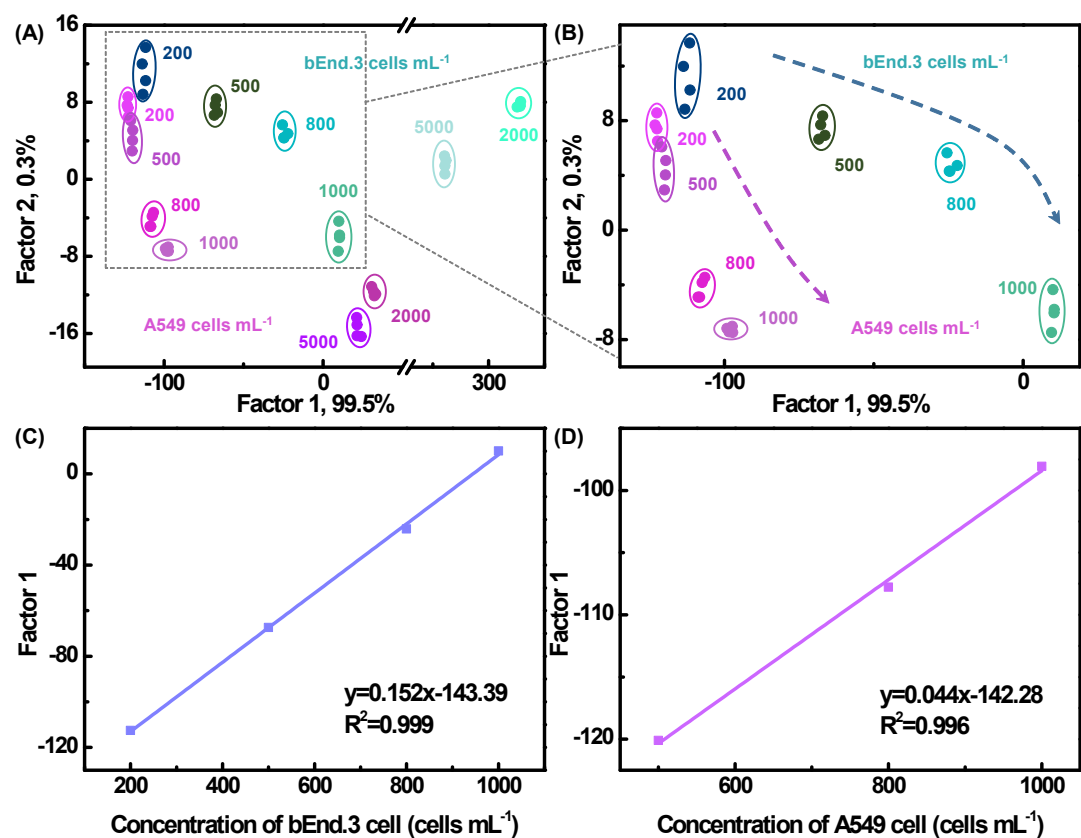 (A)
16
8
0
-8
-16
Factor 2, 0.3%
200
bEnd.3 cells mL⁻¹
500
200
800
5000
2000
500
1000
800
1000
A549 cells mL⁻¹
2000
5000
-100
0
300
Factor 1, 99.5%
(B)
8
0
-8
Factor 2, 0.3%
bEnd.3 cells mL⁻¹
200
200
500
500
800
800
1000
1000
A549 cells mL⁻¹
-100
0
Factor 1, 99.5%
(C)
0
-40
-80
-120
Factor 1
y=0.152x-143.39
R²=0.999
200
400
600
800
1000
Concentration of bEnd.3 cell (cells mL⁻¹)
(D)
-100
-110
-120
Factor 1
y=0.044x-142.28
R²=0.996
600
800
1000
Concentration of A549 cell (cells mL⁻¹)